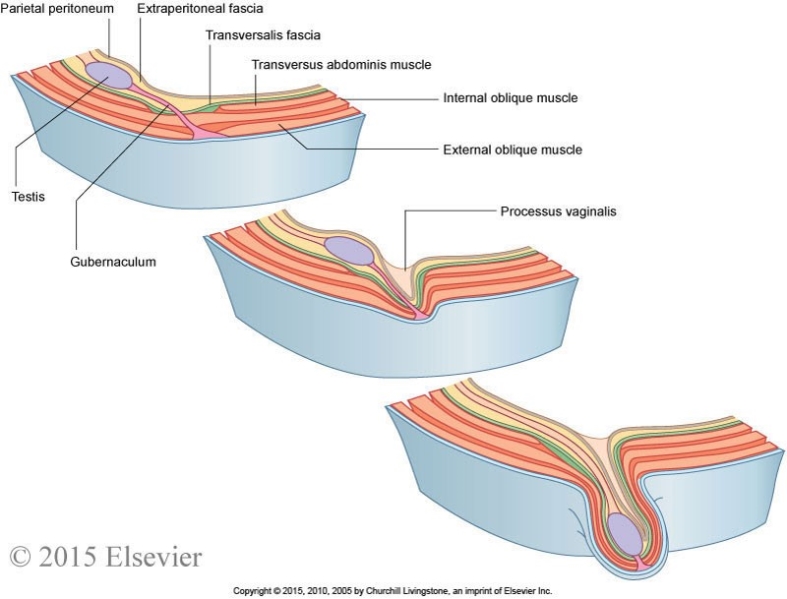 Parietal peritoneum
Extraperitoneal fascia
Transversalis fascia
Transversus abdominis muscle
Internal oblique muscle
External oblique muscle
Testis
Gubernaculum
Processus vaginalis
© 2015 Elsevier
Copyright © 2015, 2010, 2005 by Churchill Livingstone, an imprint of Elsevier Inc.